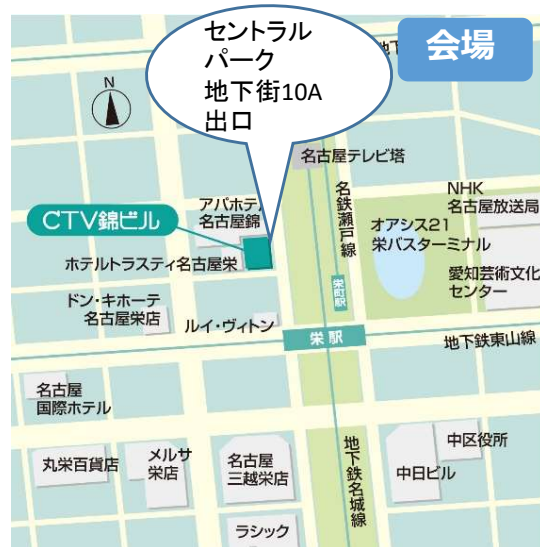 セントラル
パーク
地下街10A
出口
地下
会場
N
名古屋テレビ塔
アパホテル
名古屋錦
CTV錦ビル
ホテルトラスティ名古屋栄
ドン・キホーテ
名古屋栄店
ルイ・ヴィトン
名鉄瀬戸線
栄町駅
オアシス21
栄バスターミナル
NHK
名古屋放送局
愛知芸術文化
センター
栄駅
地下鉄東山線
名古屋
国際ホテル
丸栄百貨店
メルサ
栄店
名古屋
三越栄店
ラシック
地下鉄名城線
中日ビル
中区役所